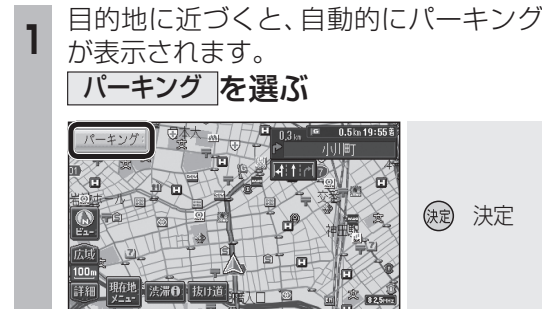 1
目的地に近づくと、自動的にパーキング
が表示されます。
パーキング を選ぶ
パーキング
0.3km
0.5km 19:55着
小川町
ビュー
広域
100m
詳細
現在地
メニュー
渋滞
抜け道
決定 決定